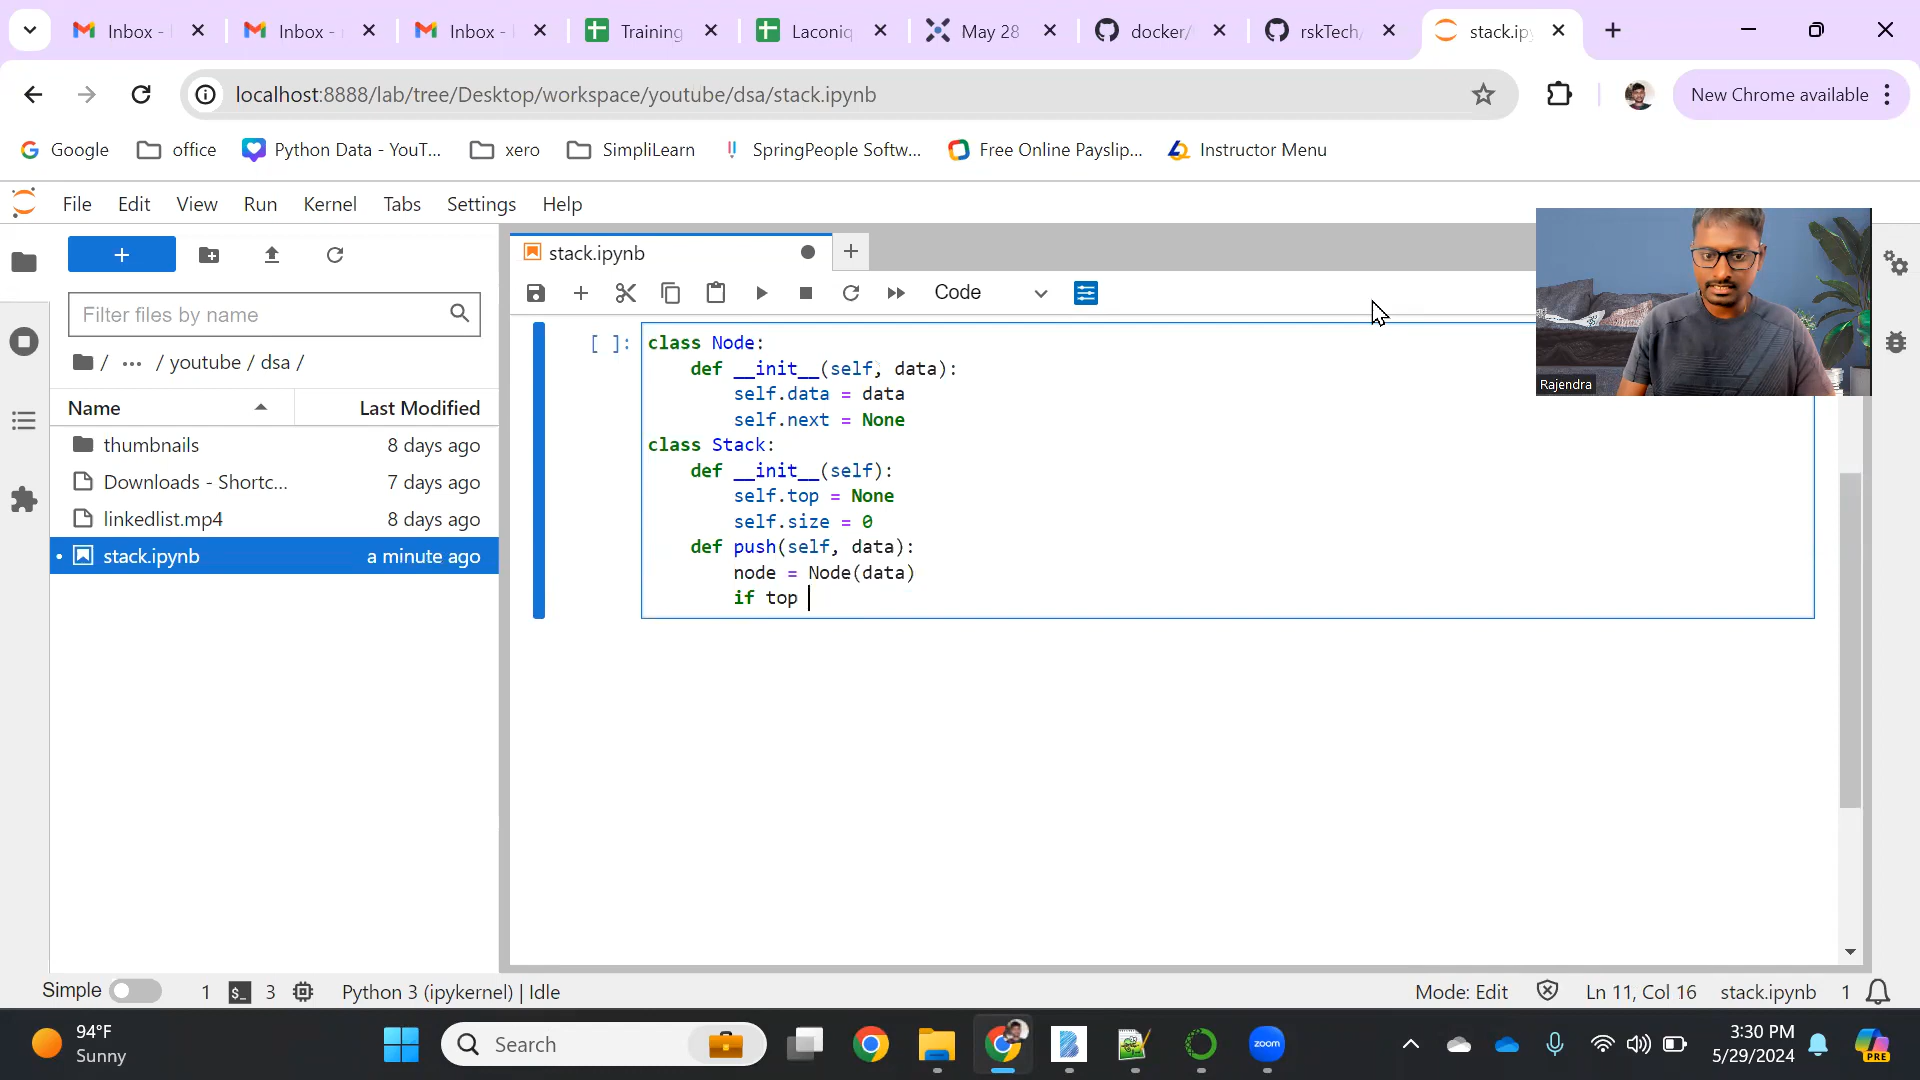 Inbox -
Inbox -
Inbox -
Training
Laconiq
May 28
docker/
rskTech/
stack.ip
localhost:8888/lab/tree/Desktop/workspace/youtube/dsa/stack.ipynb
New Chrome available
Google
office
Python Data - YouT...
xero
SimpliLearn
SpringPeople Softw...
Free Online Payslip...
Instructor Menu
File Edit View Run Kernel Tabs Settings Help
stack.ipynb
Code
Filter files by name
/ ... / youtube / dsa /
Name Last Modified
thumbnails 8 days ago
Downloads - Shortc... 7 days ago
linkedlist.mp4 8 days ago
stack.ipynb a minute ago
[ ]:
class Node:
def __init__(self, data):
self.data = data
self.next = None
class Stack:
def __init__(self):
self.top = None
self.size = 0
def push(self, data):
node = Node(data)
if top
Rajendra
Simple 1 $_ 3 Python 3 (ipykernel) | Idle
Mode: Edit Ln 11, Col 16 stack.ipynb 1
94°F
Sunny
Search
zoom
3:30 PM
5/29/2024
PRE